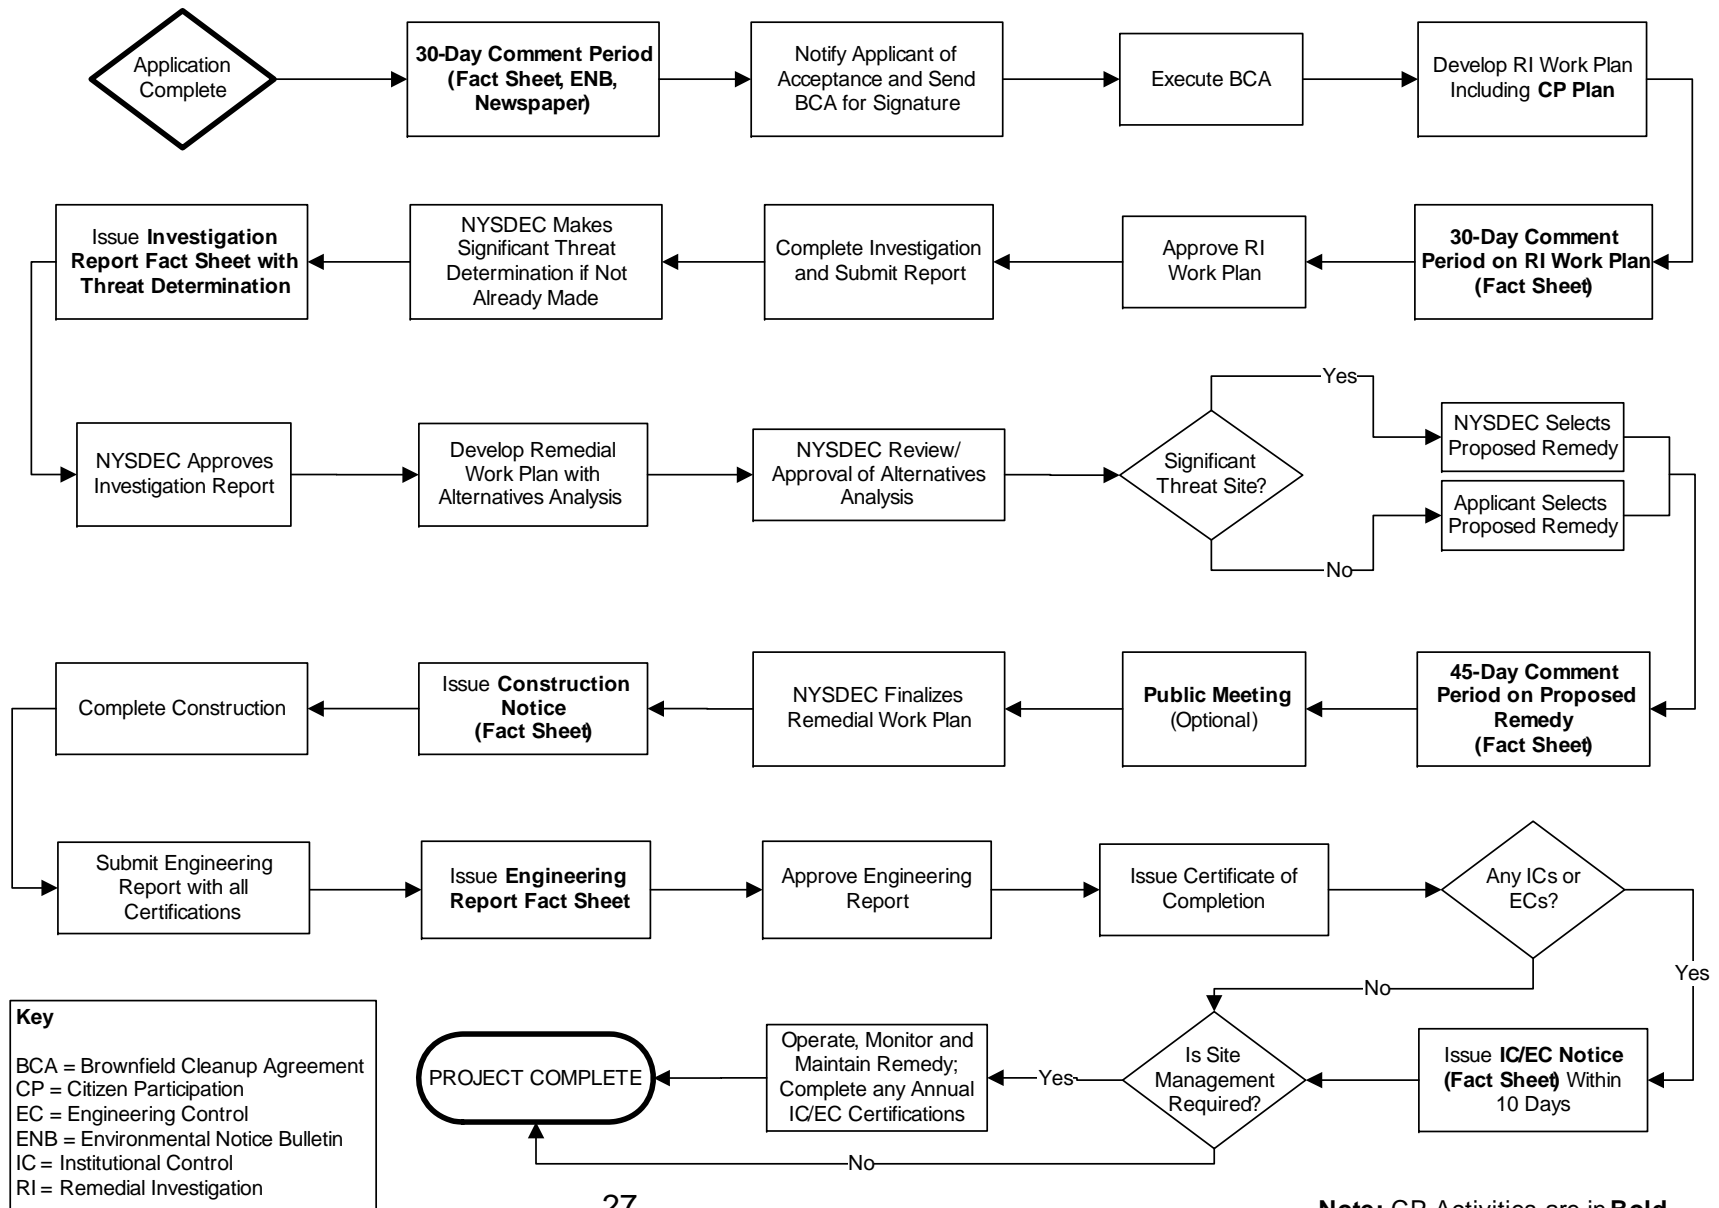 Application
Complete
30-Day Comment Period
(Fact Sheet, ENB,
Newspaper)
Notify Applicant of
Acceptance and Send
BCA for Signature
Execute BCA
Develop RI Work Plan
Including CP Plan
30-Day Comment
Period on RI Work Plan
(Fact Sheet)
Approve RI
Work Plan
Complete Investigation
and Submit Report
NYSDEC Makes
Significant Threat
Determination if Not
Already Made
Issue Investigation
Report Fact Sheet with
Threat Determination
NYSDEC Approves
Investigation Report
Develop Remedial
Work Plan with
Alternatives Analysis
NYSDEC Review/
Approval of Alternatives
Analysis
Significant
Threat Site?
Yes
NYSDEC Selects
Proposed Remedy
No
Applicant Selects
Proposed Remedy
45-Day Comment
Period on Proposed
Remedy
(Fact Sheet)
Public Meeting
(Optional)
NYSDEC Finalizes
Remedial Work Plan
Issue Construction
Notice
(Fact Sheet)
Complete Construction
Submit Engineering
Report with all
Certifications
Issue Engineering
Report Fact Sheet
Approve Engineering
Report
Issue Certificate of
Completion
Any ICs or
ECs?
Yes
No
Issue IC/EC Notice
(Fact Sheet) Within
10 Days
Is Site
Management
Required?
Yes
Operate, Monitor and
Maintain Remedy;
Complete any Annual
IC/EC Certifications
No
PROJECT COMPLETE
Key
BCA = Brownfield Cleanup Agreement
CP = Citizen Participation
EC = Engineering Control
ENB = Environmental Notice Bulletin
IC = Institutional Control
RI = Remedial Investigation
27
Note: CP Activities are in Bold